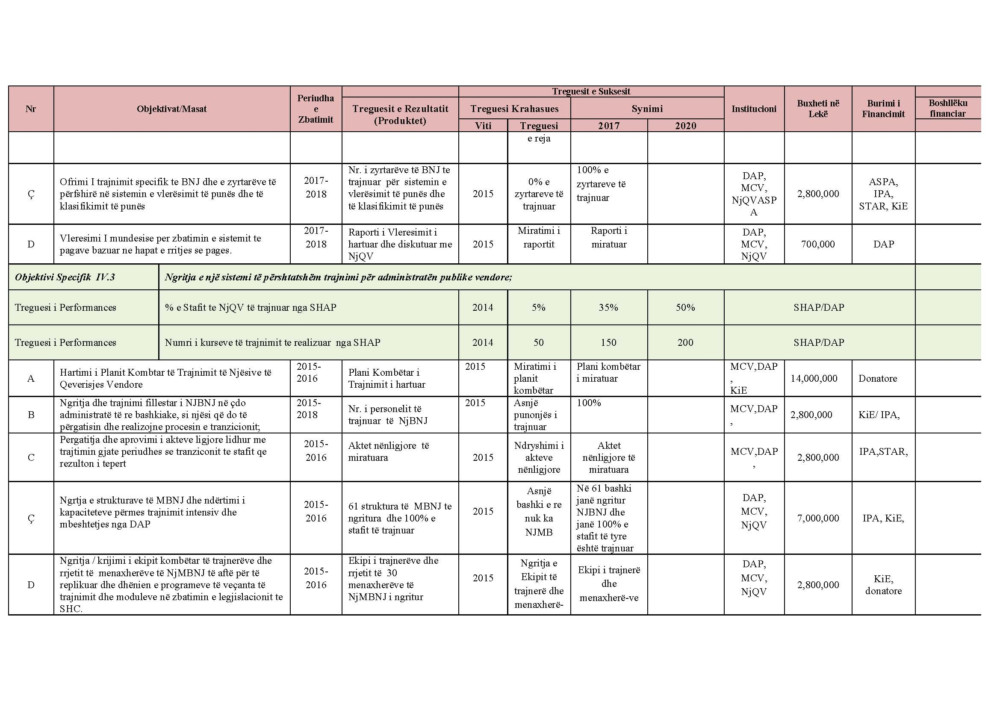 Nr
Objektivat/Masat
Periudha
e
Zbatimit
Treguesit e Rezultatit
(Produktet)
Treguesit e Suksesit
Treguesi Krahasues
Synimi
Viti
Treguesi
2017
2020
Institucioni
Buxheti në
Lekë
Burimi i
Financimit
Boshllëku
financiar
e reja
Ç
Ofrimi I trajnimit specifik te BNJ dhe e zyrtarëve të
përfshirë në sistemin e vlerësimit të punës dhe të
klasifikimit të punës
2017-
2018
Nr. i zyrtarëve të BNJ te
trajnuar për sistemin e
vlerësimit të punës dhe
të klasifikimit të punës
2015
0% e
zyrtareve të
trajnuar
100% e
zyrtareve të
trajnuar
DAP,
MCV,
NjQVASP
A
2,800,000
ASPA,
IPA,
STAR, KiE
D
Vleresimi I mundesise per zbatimin e sistemit te
pagave bazuar ne hapat e rritjes se pages.
2017-
2018
Raporti i Vleresimit i
hartuar dhe diskutuar me
NjQV
2015
Miratimi i
raportit
Raporti i
miratuar
DAP,
MCV,
NjQV
700,000
DAP
Objektivi Specifik IV.3
Ngritja e një sistemi të përshtatshëm trajnimi për administratën publike vendore;
Treguesi i Performances
% e Stafit te NjQV të trajnuar nga SHAP
2014
5%
35%
50%
SHAP/DAP
Treguesi i Performances
Numri i kurseve të trajnimit te realizuar nga SHAP
2014
50
150
200
SHAP/DAP
A
Hartimi i Planit Kombtar të Trajnimit të Njësive të
Qeverisjes Vendore
2015-
2016
Plani Kombëtar i
Trajnimit i hartuar
2015
Miratimi i
planit
kombëtar
Plani kombëtar
i miratuar
MCV,DAP
,
KiE
14,000,000
Donatore
B
Ngritja dhe trajnimi fillestar i NJBNJ në çdo
administratë të re bashkiake, si njësi që do të
përgatisin dhe realizojne procesin e tranzicionit;
2015-
2018
Nr. i personelit të
trajnuar të NjBNJ
2015
Asnjë
punonjës i
trajnuar
100%
MCV,DAP
,
2,800,000
KiE/ IPA,
C
Pergatitja dhe aprovimi i akteve ligjore lidhur me
trajtimin gjate periudhes se tranziconit te stafit qe
rezulton i tepert
2015-
2016
Aktet nënligjore të
miratuara
2015
Ndryshimi i
akteve
nënligjore
Aktet
nënligjore të
miratuara
MCV,DAP
,
2,800,000
IPA,STAR,
Ç
Ngrtja e strukturave të MBNJ dhe ndërtimi i
kapaciteteve përmes trajnimit intensiv dhe
mbeshtetjes nga DAP
2015-
2016
61 struktura të MBNJ te
ngritura dhe 100% e
stafit të trajnuar
2015
Asnjë
bashki e re
nuk ka
NJMB
Në 61 bashki
janë ngritur
NJBNJ dhe
janë 100% e
stafit të tyre
është trajnuar
DAP,
MCV,
NjQV
7,000,000
IPA, KiE,
D
Ngritja / krijimi i ekipit kombëtar të trajnerëve dhe
rrjetit të menaxherëve të NjMBNJ të aftë për të
replikuar dhe dhënien e programeve të veçanta të
trajnimit dhe moduleve në zbatimin e legjislacionit te
SHC.
2015-
2016
Ekipi i trajnerëve dhe
rrjetit të 30
menaxherëve të
NjMBNJ i ngritur
2015
Ngritja e
Ekipit të
trajnerë dhe
menaxherë-
Ekipi i trajnerë
dhe
menaxherë-ve
DAP,
MCV,
NjQV
2,800,000
KiE,
donatore